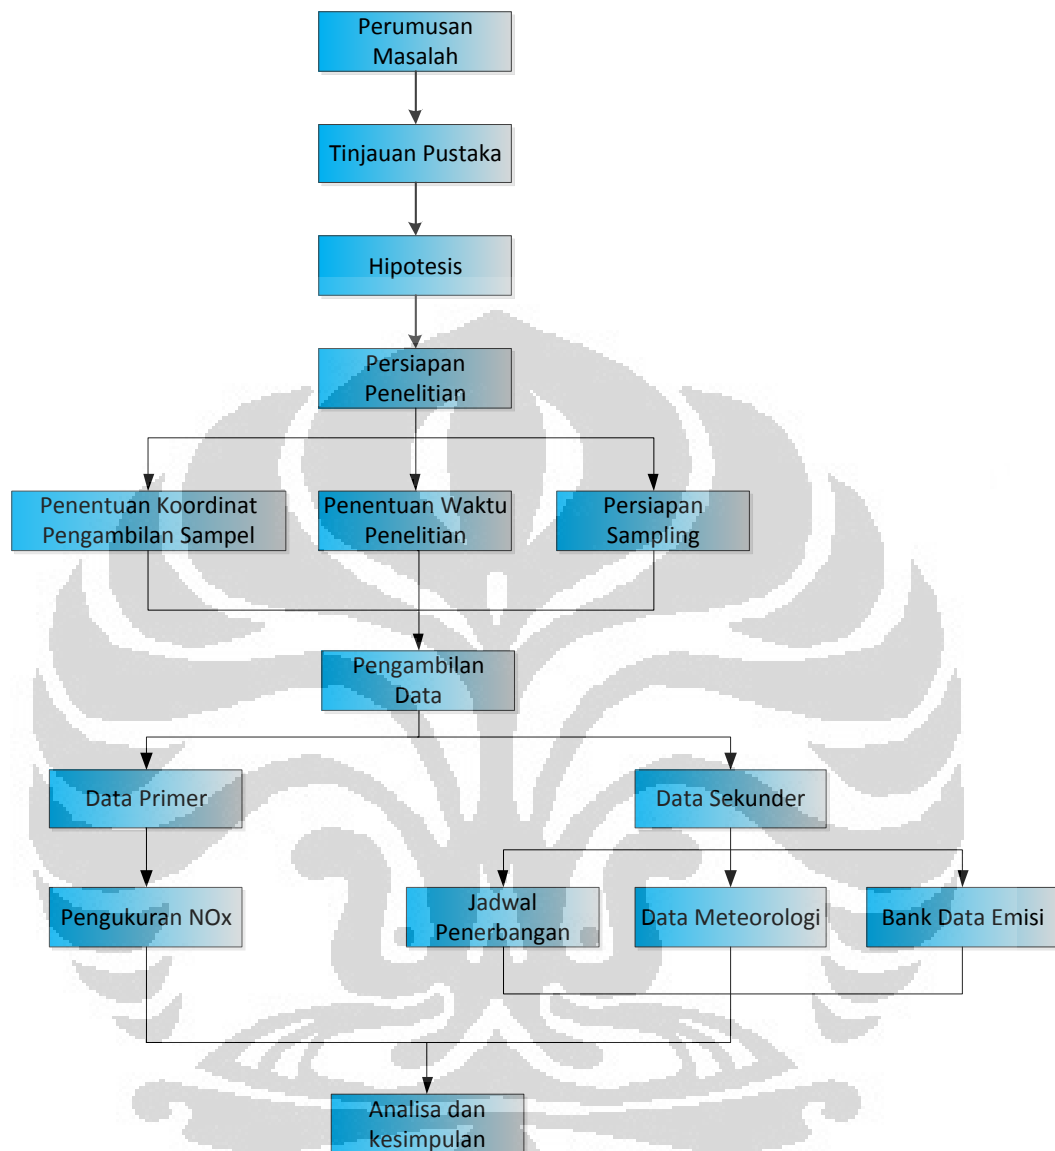 Perumusan
Masalah
Tinjauan Pustaka
Hipotesis
Persiapan
Penelitian
Penentuan Koordinat
Pengambilan Sampel
Penentuan Waktu
Penelitian
Persiapan
Sampling
Pengambilan
Data
Data Primer
Data Sekunder
Pengukuran NOx
Jadwal
Penerbangan
Data Meteorologi
Bank Data Emisi
Analisa dan
kesimpulan